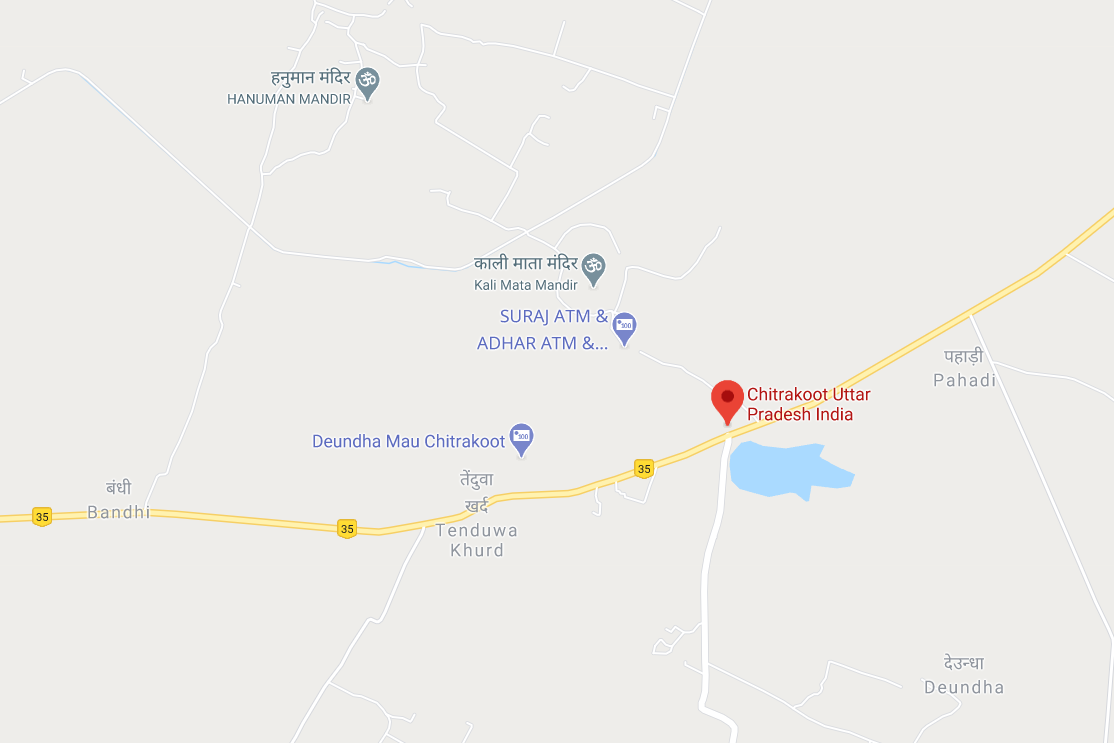 हनुमान मंदिर
HANUMAN MANDIR
काली माता मंदिर
Kali Mata Mandir
SURAJ ATM &
ADHAR ATM &...
पहाड़ी
Pahadi
Chitrakoot Uttar
Pradesh India
Deundha Mau Chitrakoot
35
तेंदुवा
खर्द
Tenduwa
Khurd
बंधी
Bandhi
35
35
देउन्धा
Deundha